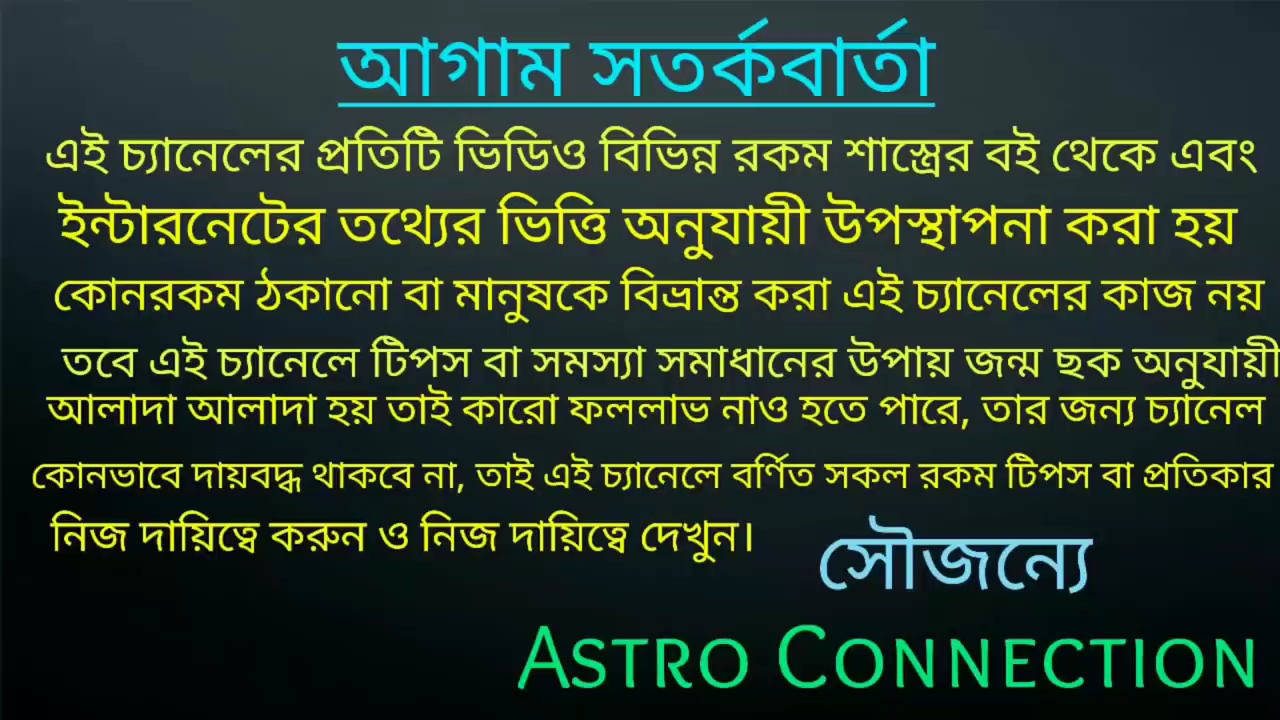 আগাম সতর্কবার্তা
এই চ্যানেলের প্রতিটি ভিডিও বিভিন্ন রকম শাস্ত্রের বই থেকে এবং
ইন্টারনেটের তথ্যের ভিত্তি অনুযায়ী উপস্থাপনা করা হয়
কোনরকম ঠকানো বা মানুষকে বিভ্রান্ত করা এই চ্যানেলের কাজ নয়
তবে এই চ্যানেলে টিপস বা সমস্যা সমাধানের উপায় জন্ম ছক অনুযায়ী
আলাদা আলাদা হয় তাই কারো ফললাভ নাও হতে পারে, তার জন্য চ্যানেল
কোনভাবে দায়বদ্ধ থাকবে না, তাই এই চ্যানেলে বর্ণিত সকল রকম টিপস বা প্রতিকার
নিজ দায়িত্বে করুন ও নিজ দায়িত্বে দেখুন।
সৌজন্যে
ASTRO CONNECTION